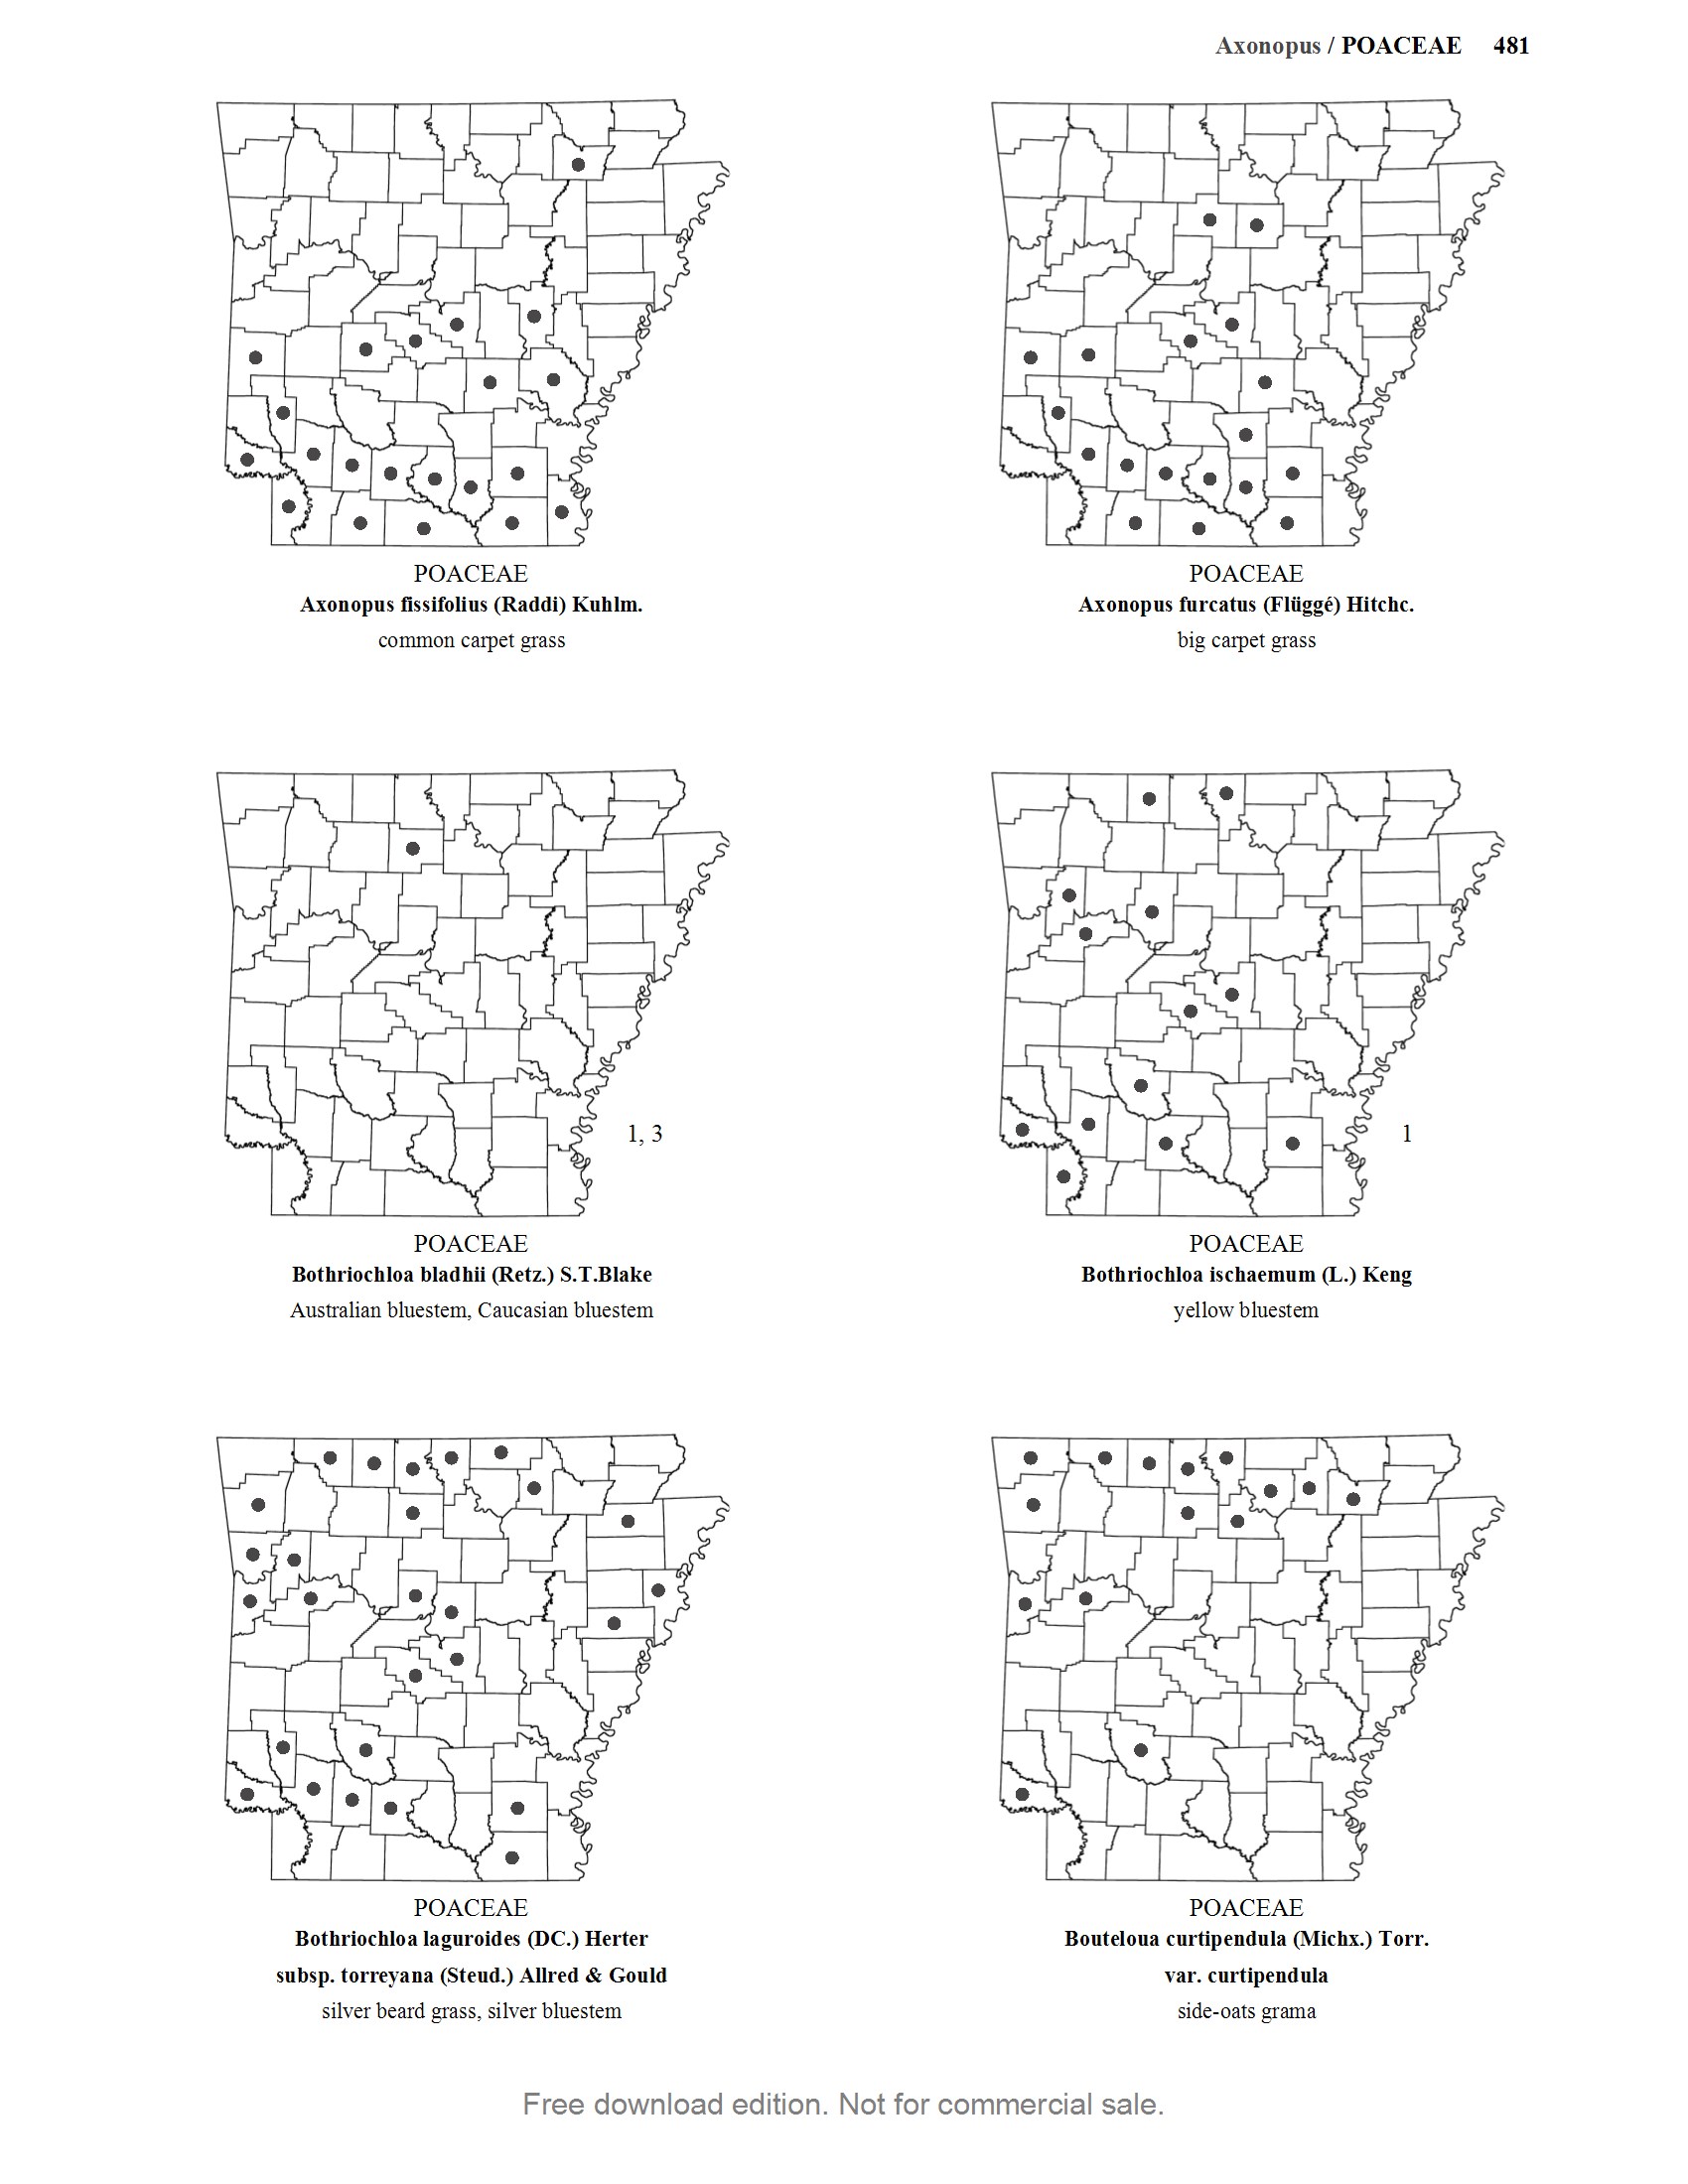 Axonopus / POACEAE 481
POACEAE
Axonopus fissifolius (Raddi) Kuhlm.
common carpet grass
POACEAE
Axonopus furcatus (Flüggé) Hitchc.
big carpet grass
1, 3
POACEAE
Bothriochloa bladhii (Retz.) S.T.Blake
Australian bluestem, Caucasian bluestem
1
POACEAE
Bothriochloa ischaemum (L.) Keng
yellow bluestem
POACEAE
Bothriochloa laguroides (DC.) Herter
subsp. torreyana (Steud.) Allred & Gould
silver beard grass, silver bluestem
POACEAE
Bouteloua curtipendula (Michx.) Torr.
var. curtipendula
side-oats grama
Free download edition. Not for commercial sale.